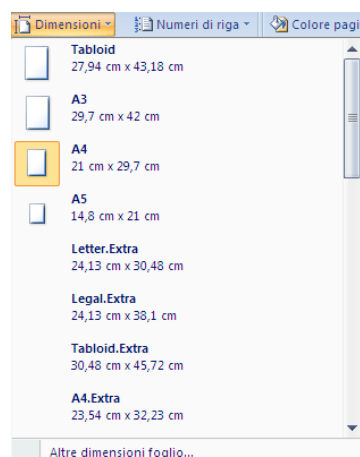 Dimensioni Numeri di riga Colore pagi
Tabloid
27,94 cm x 43,18 cm
A3
29,7 cm x 42 cm
A4
21 cm x 29,7 cm
A5
14,8 cm x 21 cm
Letter.Extra
24,13 cm x 30,48 cm
Legal.Extra
24,13 cm x 38,1 cm
Tabloid.Extra
30,48 cm x 45,72 cm
A4.Extra
23,54 cm x 32,23 cm
Altre dimensioni foglio...